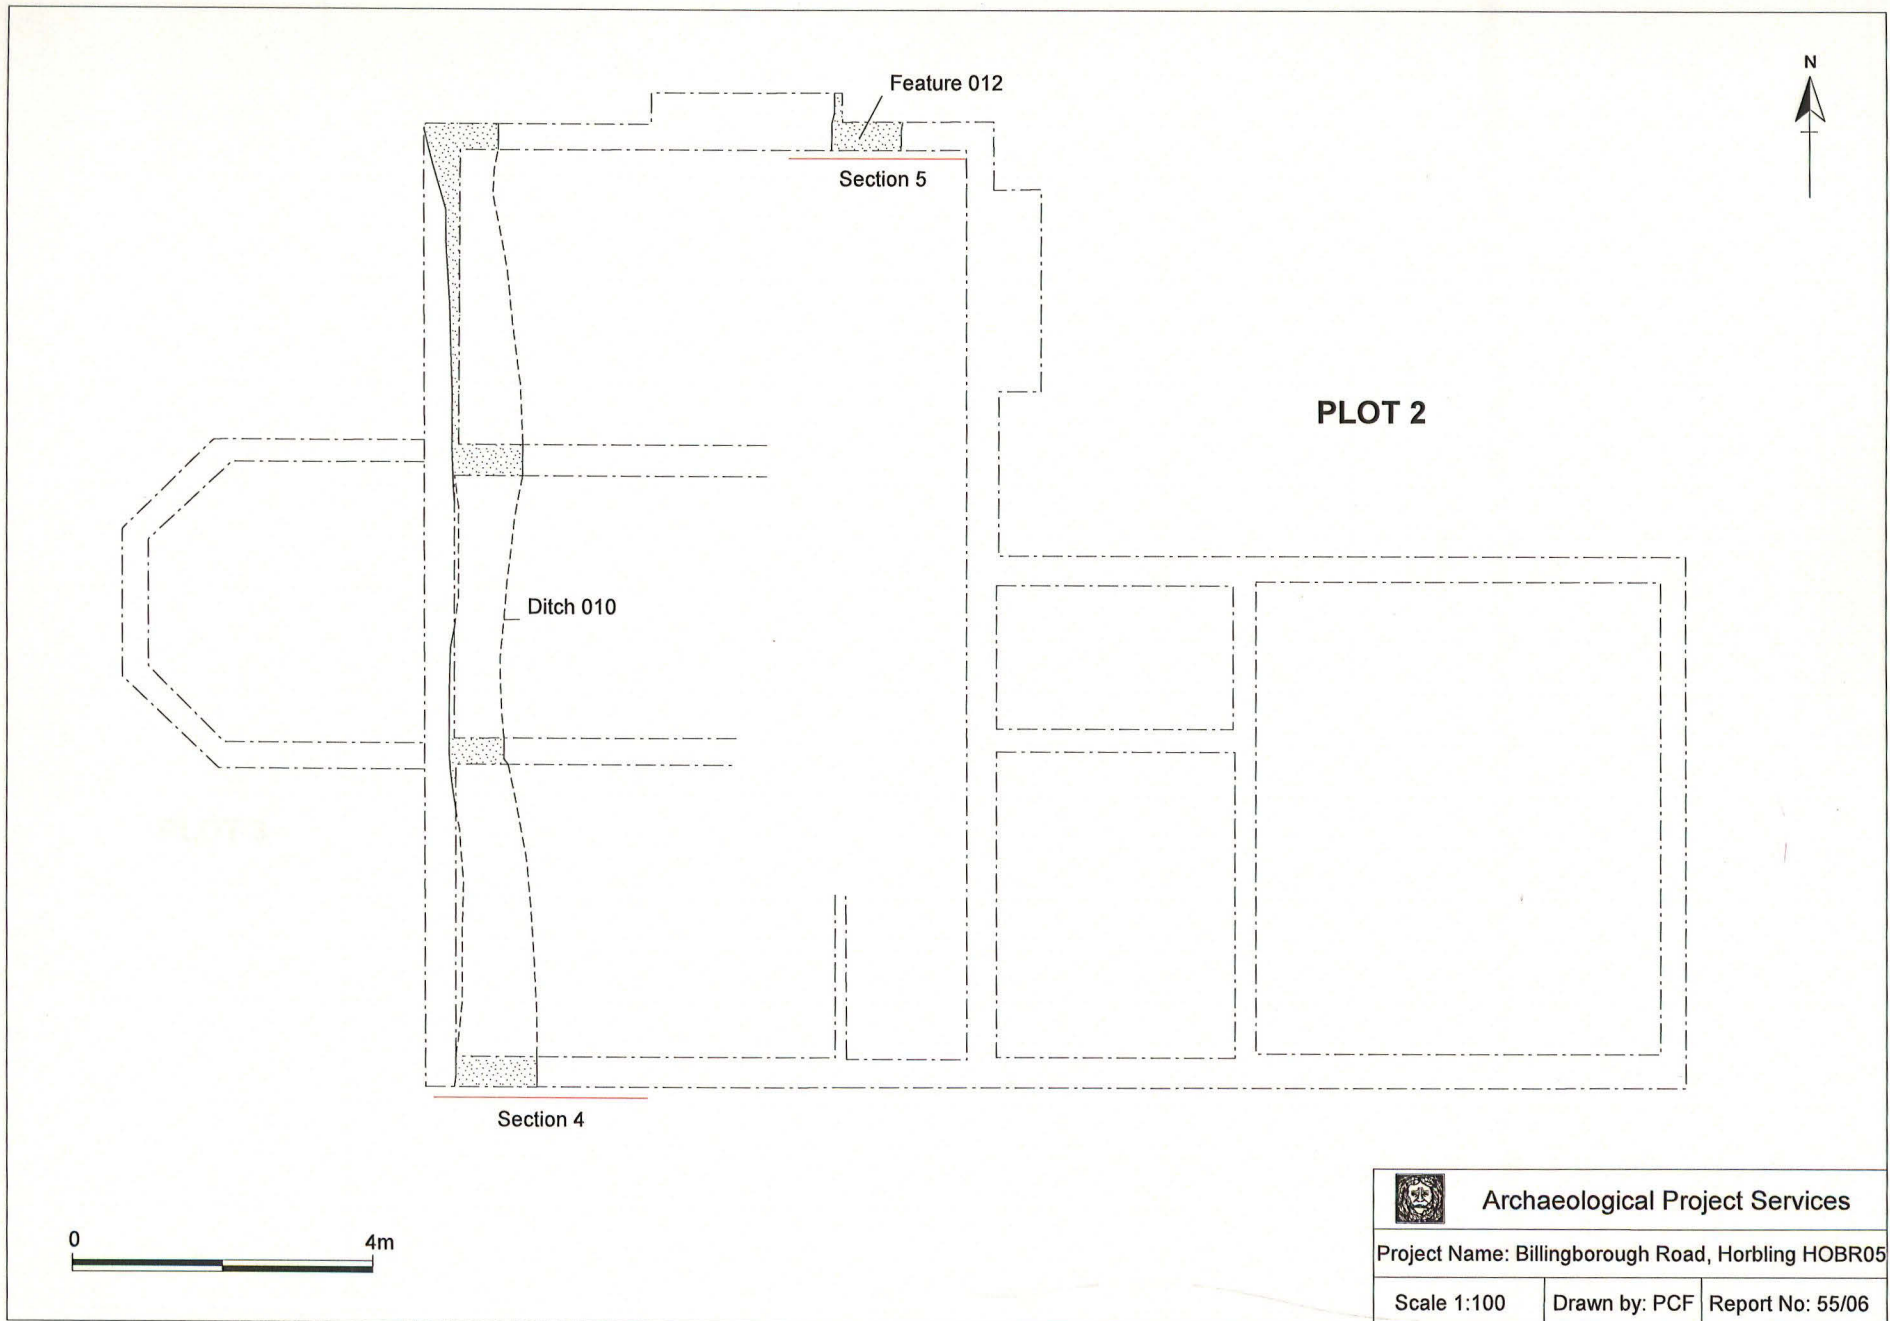 N
Feature 012
Section 5
PLOT 2
Ditch 010
Section 4
0 4m
Archaeological Project Services
Project Name: Billingborough Road, Horbling HOBR05
Scale 1:100 Drawn by: PCF Report No: 55/06